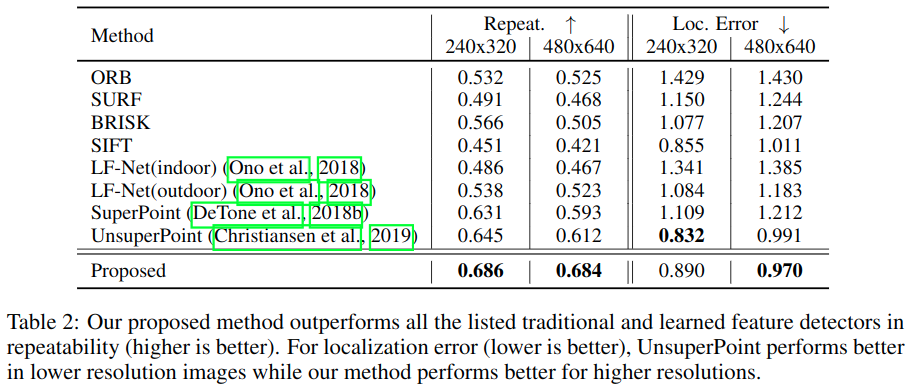 Method Repeat. ↑ Loc. Error ↓
240x320 480x640 240x320 480x640
ORB 0.532 0.525 1.429 1.430
SURF 0.491 0.468 1.150 1.244
BRISK 0.566 0.505 1.077 1.207
SIFT 0.451 0.421 0.855 1.011
LF-Net(indoor) (Ono et al., 2018) 0.486 0.467 1.341 1.385
LF-Net(outdoor) (Ono et al., 2018) 0.538 0.523 1.084 1.183
SuperPoint (DeTone et al., 2018b) 0.631 0.593 1.109 1.212
UnsuperPoint (Christiansen et al., 2019) 0.645 0.612 0.832 0.991
Proposed 0.686 0.684 0.890 0.970
Table 2: Our proposed method outperforms all the listed traditional and learned feature detectors in
repeatability (higher is better). For localization error (lower is better), UnsuperPoint performs better
in lower resolution images while our method performs better for higher resolutions.